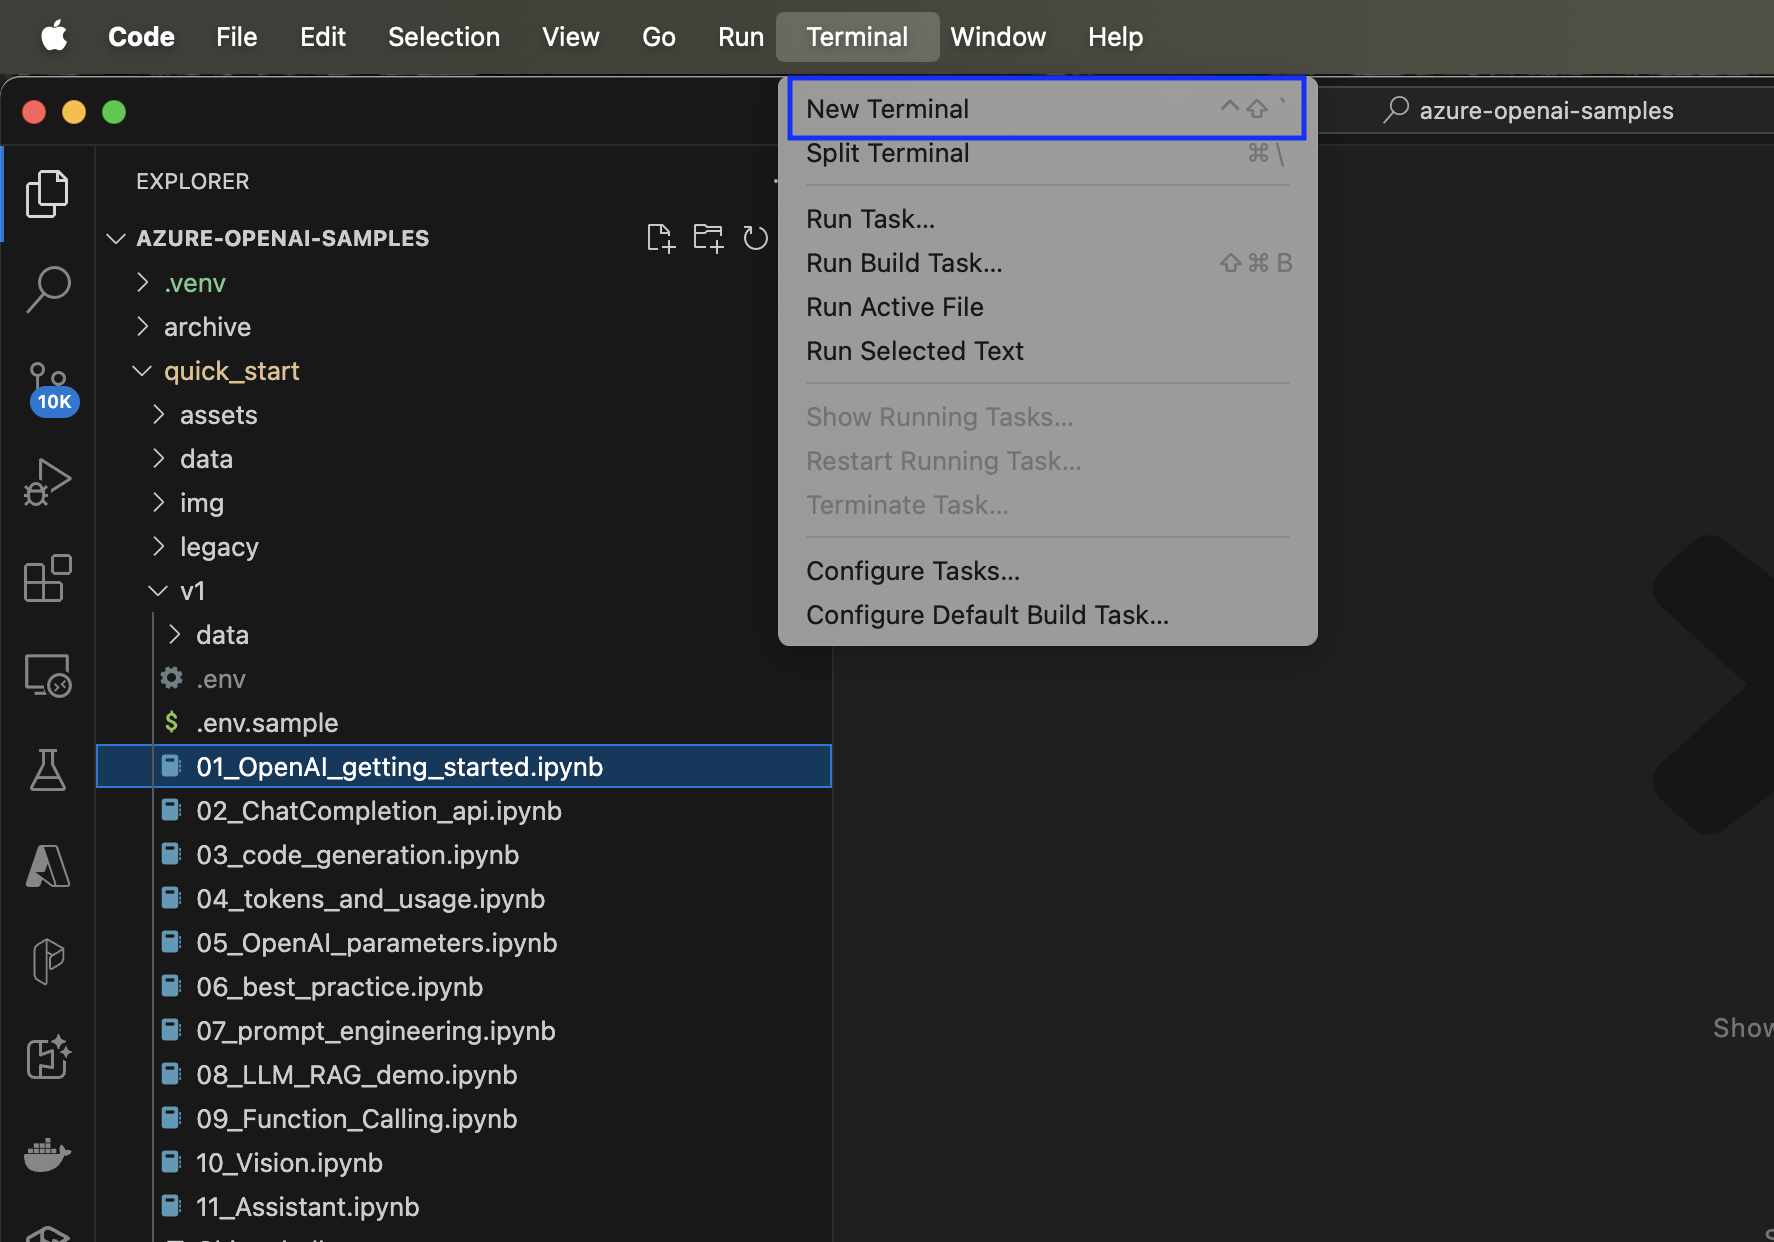 Code File Edit Selection View Go Run Terminal Window Help
azure-openai-samples
New Terminal ^⇧`
Split Terminal ⌘\
Run Task...
Run Build Task... ⇧⌘B
Run Active File
Run Selected Text
Show Running Tasks...
Restart Running Task...
Terminate Task...
Configure Tasks...
Configure Default Build Task...
EXPLORER
AZURE-OPENAI-SAMPLES
.venv
archive
quick_start
assets
data
img
legacy
v1
data
.env
$ .env.sample
01_OpenAI_getting_started.ipynb
02_ChatCompletion_api.ipynb
03_code_generation.ipynb
04_tokens_and_usage.ipynb
05_OpenAI_parameters.ipynb
06_best_practice.ipynb
07_prompt_engineering.ipynb
08_LLM_RAG_demo.ipynb
09_Function_Calling.ipynb
10_Vision.ipynb
11_Assistant.ipynb
10K
Show